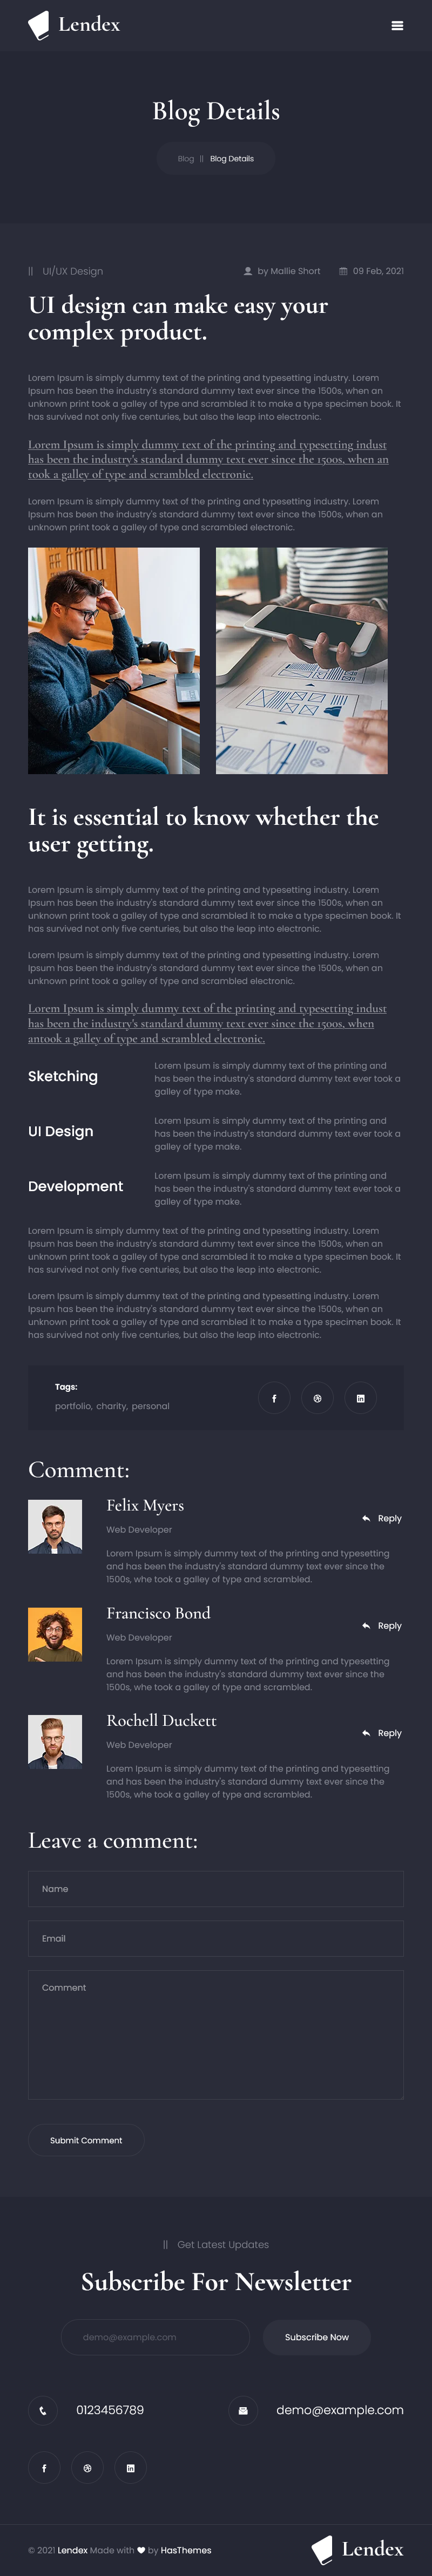 Lendex
Blog Details
Blog || Blog Details
|| UI/UX Design
by Mallie Short
09 Feb, 2021
UI design can make easy your
complex product.
Lorem Ipsum is simply dummy text of the printing and typesetting industry. Lorem
Ipsum has been the industry's standard dummy text ever since the 1500s, when an
unknown print took a galley of type and scrambled it to make a type specimen book. It
has survived not only five centuries, but also the leap into electronic.
Lorem Ipsum is simply dummy text of the printing and typesetting indust
has been the industry's standard dummy text ever since the 1500s, when an
took a galley of type and scrambled electronic.
Lorem Ipsum is simply dummy text of the printing and typesetting industry. Lorem
Ipsum has been the industry's standard dummy text ever since the 1500s, when an
unknown print took a galley of type and scrambled electronic.
It is essential to know whether the
user getting.
Lorem Ipsum is simply dummy text of the printing and typesetting industry. Lorem
Ipsum has been the industry's standard dummy text ever since the 1500s, when an
unknown print took a galley of type and scrambled it to make a type specimen book. It
has survived not only five centuries, but also the leap into electronic.
Lorem Ipsum is simply dummy text of the printing and typesetting industry. Lorem
Ipsum has been the industry's standard dummy text ever since the 1500s, when an
unknown print took a galley of type and scrambled electronic.
Lorem Ipsum is simply dummy text of the printing and typesetting indust
has been the industry's standard dummy text ever since the 1500s, when
antook a galley of type and scrambled electronic.
Sketching
Lorem Ipsum is simply dummy text of the printing and
has been the industry's standard dummy text ever took a
galley of type make.
UI Design
Lorem Ipsum is simply dummy text of the printing and
has been the industry's standard dummy text ever took a
galley of type make.
Development
Lorem Ipsum is simply dummy text of the printing and
has been the industry's standard dummy text ever took a
galley of type make.
Lorem Ipsum is simply dummy text of the printing and typesetting industry. Lorem
Ipsum has been the industry's standard dummy text ever since the 1500s, when an
unknown print took a galley of type and scrambled it to make a type specimen book. It
has survived not only five centuries, but also the leap into electronic.
Lorem Ipsum is simply dummy text of the printing and typesetting industry. Lorem
Ipsum has been the industry's standard dummy text ever since the 1500s, when an
unknown print took a galley of type and scrambled it to make a type specimen book. It
has survived not only five centuries, but also the leap into electronic.
Tags:
portfolio, charity, personal
Comment:
Felix Myers
Web Developer
Reply
Lorem Ipsum is simply dummy text of the printing and typesetting
and has been the industry's standard dummy text ever since the
1500s, whe took a galley of type and scrambled.
Francisco Bond
Web Developer
Reply
Lorem Ipsum is simply dummy text of the printing and typesetting
and has been the industry's standard dummy text ever since the
1500s, whe took a galley of type and scrambled.
Rochell Duckett
Web Developer
Reply
Lorem Ipsum is simply dummy text of the printing and typesetting
and has been the industry's standard dummy text ever since the
1500s, whe took a galley of type and scrambled.
Leave a comment:
Name
Email
Comment
Submit Comment
|| Get Latest Updates
Subscribe For Newsletter
demo@example.com
Subscribe Now
0123456789
demo@example.com
© 2021 Lendex Made with ♥ by HasThemes
Lendex